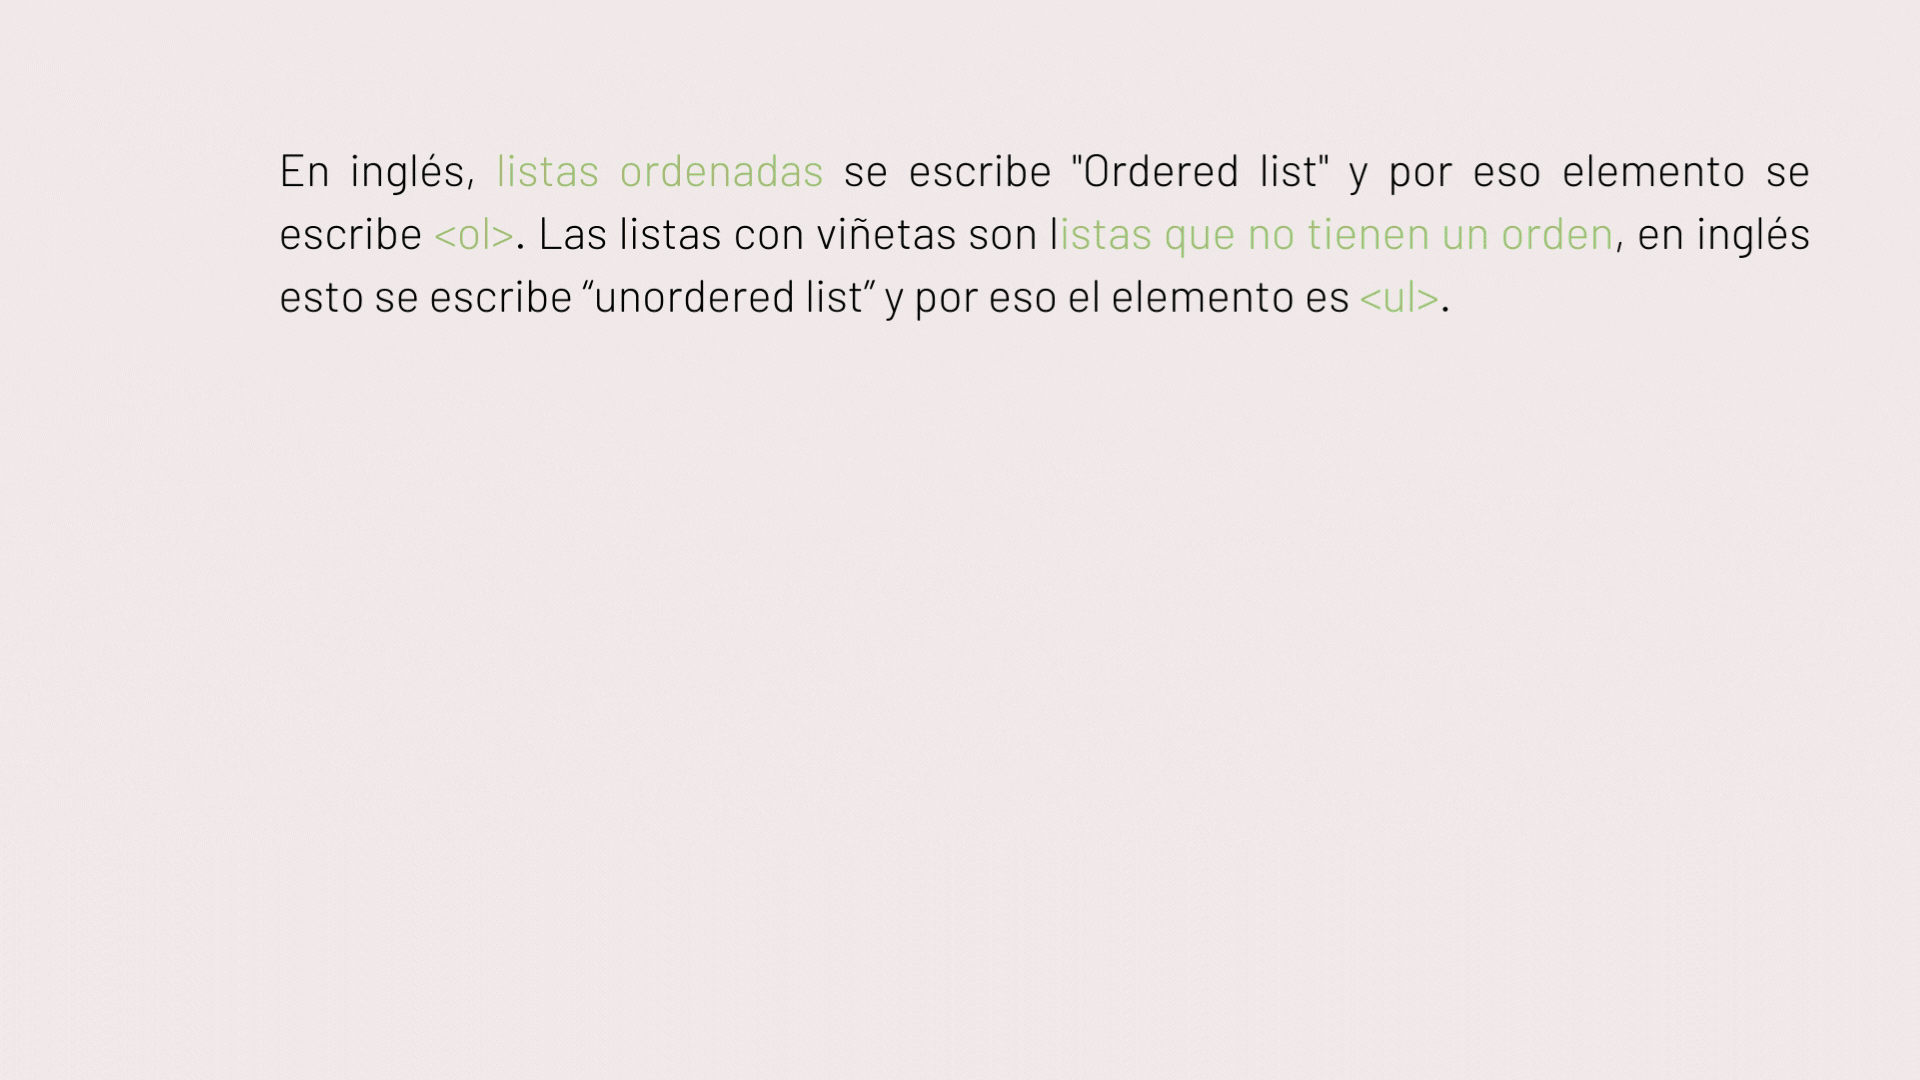 En inglés, listas ordenadas se escribe "Ordered list" y por eso elemento se
escribe <ol>. Las listas con viñetas son listas que no tienen un orden, en inglés
esto se escribe “unordered list” y por eso el elemento es <ul>.